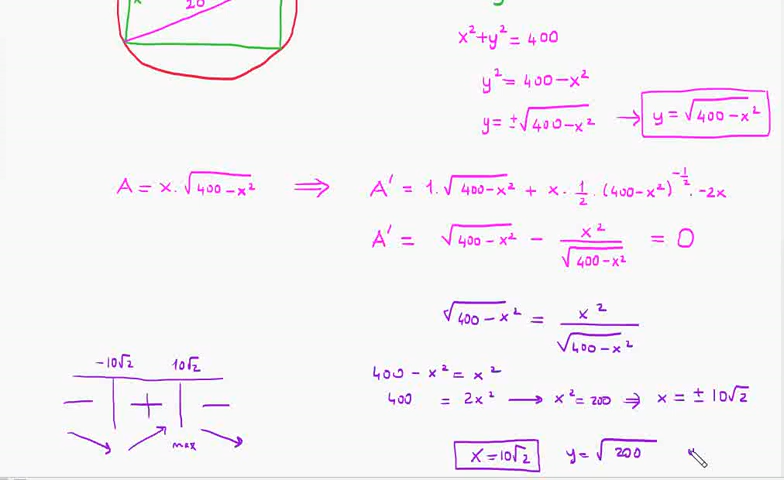 x
20
x²+y² = 400
y² = 400-x²
y = ±√400-x² → y = √400-x²
A = x.√400-x² ⇒ A' = 1.√400-x² + x.1/2.(400-x²)^-1/2.-2x
A' = √400-x² - x²/√400-x² = 0
√400-x² = x²/√400-x²
400 - x² = x²
400 = 2x² → x² = 200 ⇒ x = ± 10√2
-10√2 10√2
- + -
max
x = 10√2 y = √200